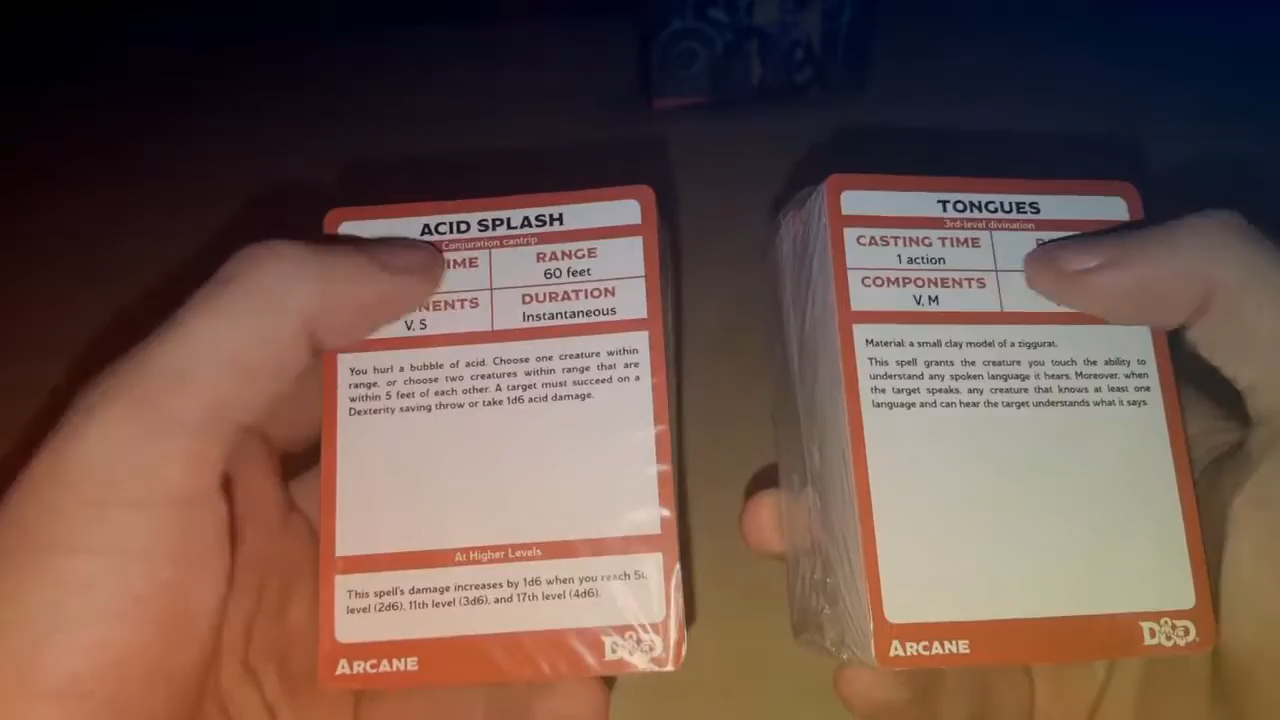 ACID SPLASH
Conjuration cantrip
IME
RANGE
60 feet
NENTS
V, S
DURATION
Instantaneous
You hurl a bubble of acid. Choose one creature within
range, or choose two creatures within range that are
within 5 feet of each other. A target must succeed on a
Dexterity saving throw or take 1d6 acid damage.
At Higher Levels
This spell's damage increases by 1d6 when you reach 5t
level (2d6), 11th level (3d6), and 17th level (4d6).
ARCANE
D&D
TONGUES
3rd-level divination
CASTING TIME
1 action
COMPONENTS
V, M
Material: a small clay model of a ziggurat.
This spell grants the creature you touch the ability to
understand any spoken language it hears. Moreover, when
the target speaks, any creature that knows at least one
language and can hear the target understands what it says.
ARCANE
D&D